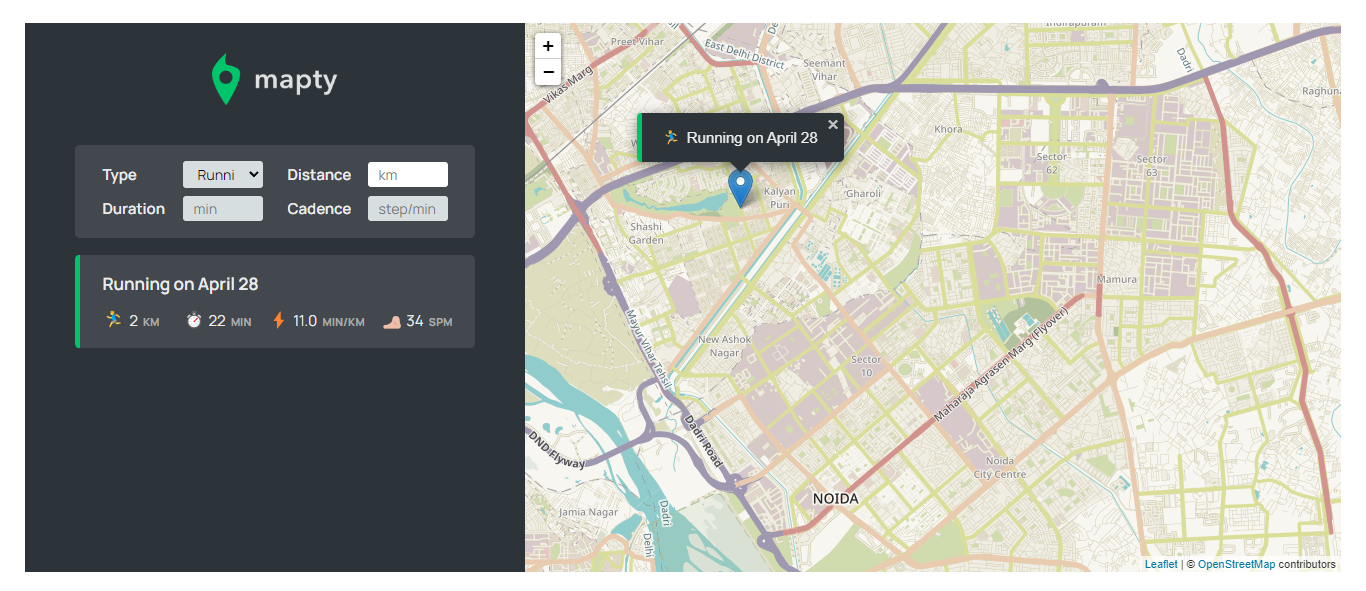 mapty
Type Runni Distance km
Duration min Cadence step/min
Running on April 28
2 KM 22 MIN 11.0 MIN/KM 34 SPM
+
−
Preet Vihar
East Delhi District
Seemant
Vihar
Vikas Marg
Dadri
Khora
Running on April 28 ×
Sector
62
Sector
63
Kalyan
Puri
Gharoli
Shashi
Garden
Mamura
Mayur Vihar Tehsil
New Ashok
Nagar
Sector
10
Maharaja Agrasen Marg (Flyover)
Dadri Road
DND Flyway
Noida
City Centre
NOIDA
Jamia Nagar
Dadri
Delhi
Leaflet | © OpenStreetMap contributors